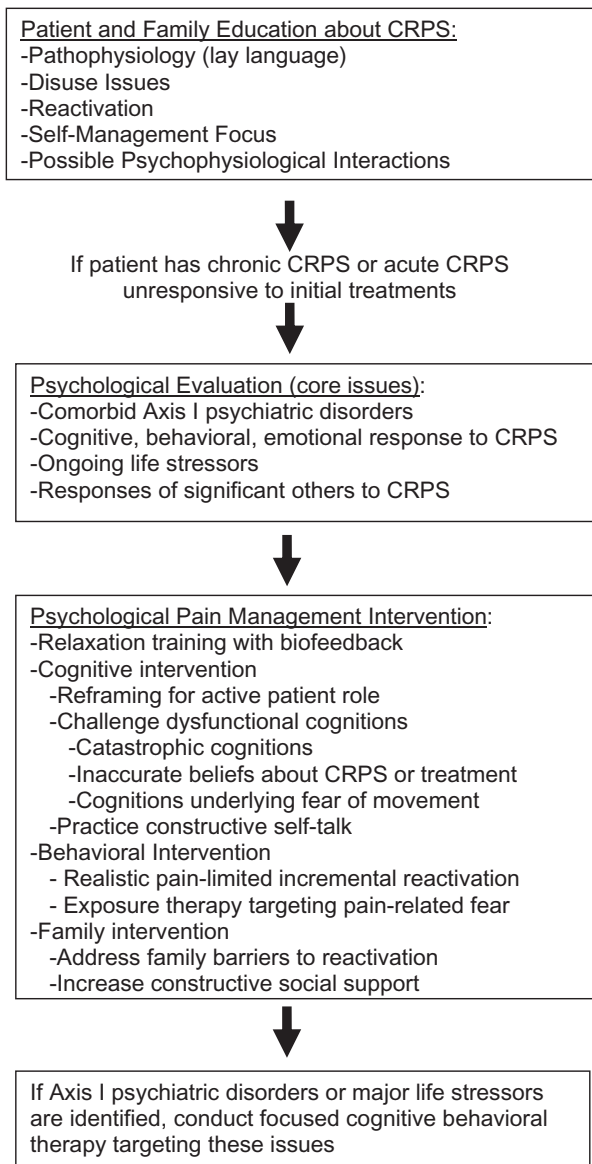 Patient and Family Education about CRPS:
-Pathophysiology (lay language)
-Disuse Issues
-Reactivation
-Self-Management Focus
-Possible Psychophysiological Interactions
If patient has chronic CRPS or acute CRPS
unresponsive to initial treatments
Psychological Evaluation (core issues):
-Comorbid Axis I psychiatric disorders
-Cognitive, behavioral, emotional response to CRPS
-Ongoing life stressors
-Responses of significant others to CRPS
Psychological Pain Management Intervention:
-Relaxation training with biofeedback
-Cognitive intervention
-Reframing for active patient role
-Challenge dysfunctional cognitions
-Catastrophic cognitions
-Inaccurate beliefs about CRPS or treatment
-Cognitions underlying fear of movement
-Practice constructive self-talk
-Behavioral Intervention
- Realistic pain-limited incremental reactivation
- Exposure therapy targeting pain-related fear
-Family intervention
-Address family barriers to reactivation
-Increase constructive social support
If Axis I psychiatric disorders or major life stressors
are identified, conduct focused cognitive behavioral
therapy targeting these issues